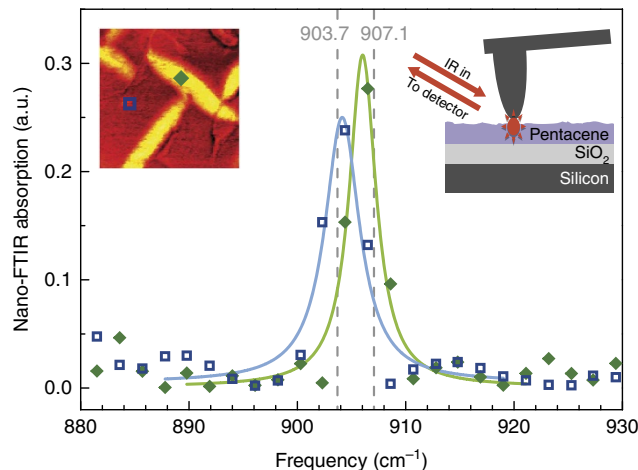 0.3
0.2
0.1
0.0
Nano-FTIR absorption (a.u.)
903.7
907.1
IR in
To detector
Pentacene
SiO₂
Silicon
880
890
900
910
920
930
Frequency (cm⁻¹)